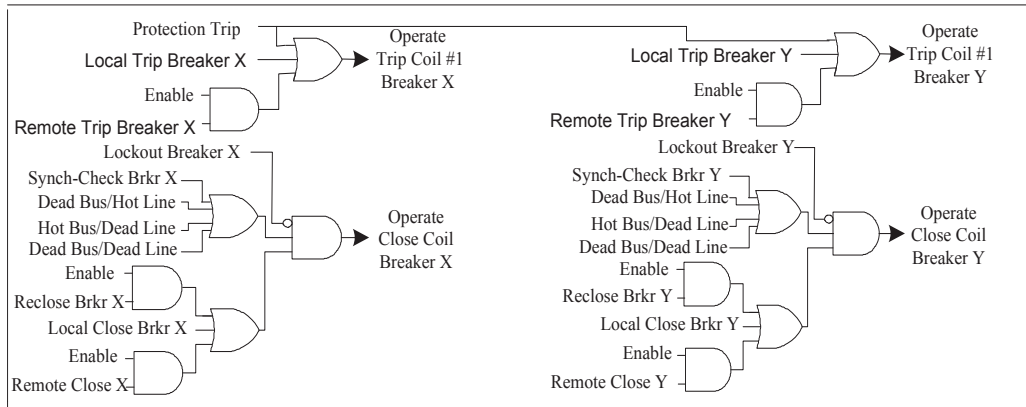 Protection Trip
Local Trip Breaker X
Enable
Remote Trip Breaker X
Operate
Trip Coil #1
Breaker X
Lockout Breaker X
Synch-Check Brkr X
Dead Bus/Hot Line
Hot Bus/Dead Line
Dead Bus/Dead Line
Enable
Reclose Brkr X
Local Close Brkr X
Enable
Remote Close X
Operate
Close Coil
Breaker X
Local Trip Breaker Y
Enable
Remote Trip Breaker Y
Operate
Trip Coil #1
Breaker Y
Lockout Breaker Y
Synch-Check Brkr Y
Dead Bus/Hot Line
Hot Bus/Dead Line
Dead Bus/Dead Line
Enable
Reclose Brkr Y
Local Close Brkr Y
Enable
Remote Close Y
Operate
Close Coil
Breaker Y